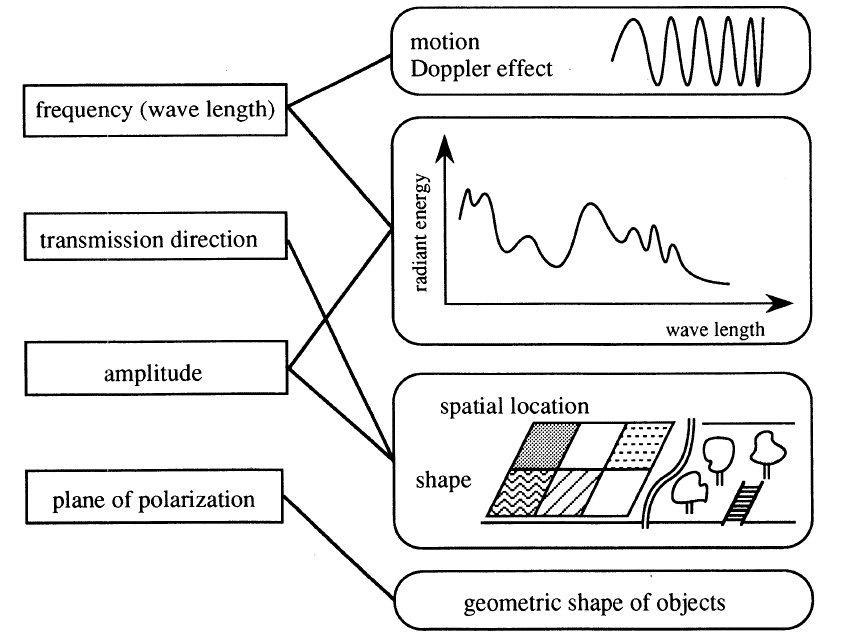 motion
Doppler effect
frequency (wave length)
radiant energy
wave length
transmission direction
amplitude
spatial location
shape
plane of polarization
geometric shape of objects